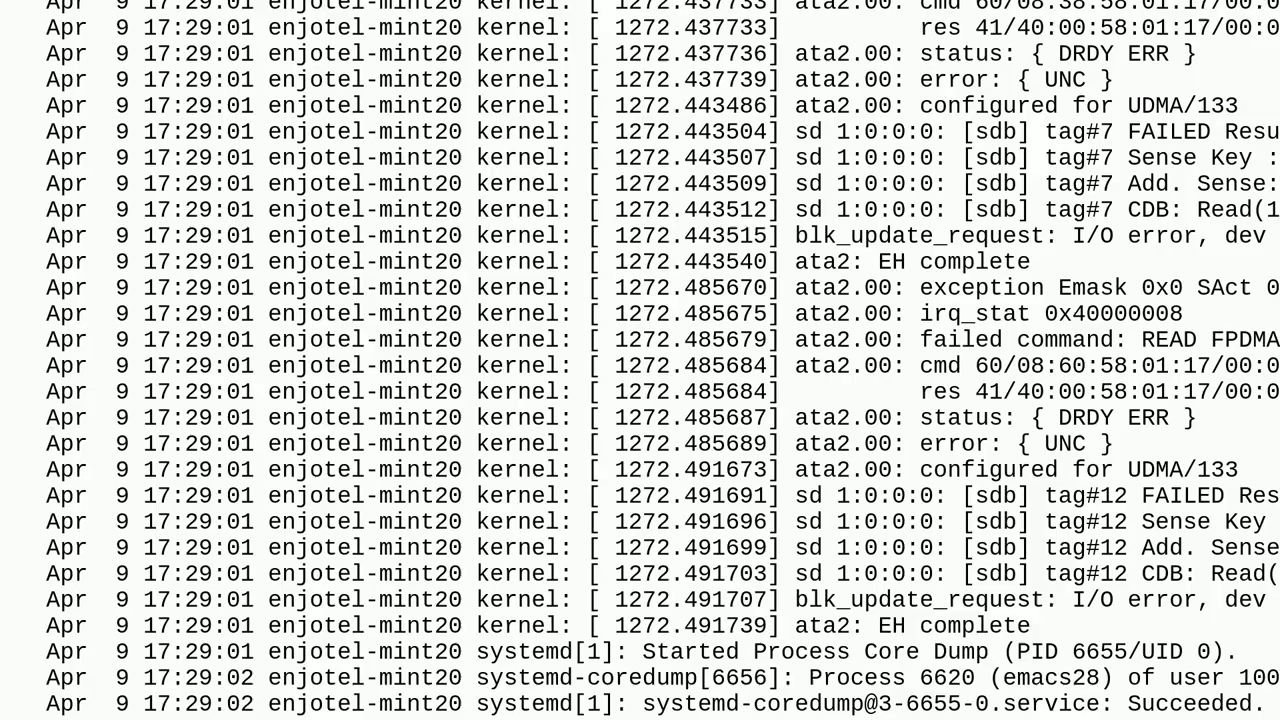 Apr  9 17:29:01 enjotel-mint20 kernel: [ 1272.437733] ata2.00: cmd 60/08:38:58:01:17/00:0
Apr  9 17:29:01 enjotel-mint20 kernel: [ 1272.437733]          res 41/40:00:58:01:17/00:0
Apr  9 17:29:01 enjotel-mint20 kernel: [ 1272.437736] ata2.00: status: { DRDY ERR }
Apr  9 17:29:01 enjotel-mint20 kernel: [ 1272.437739] ata2.00: error: { UNC }
Apr  9 17:29:01 enjotel-mint20 kernel: [ 1272.443486] ata2.00: configured for UDMA/133
Apr  9 17:29:01 enjotel-mint20 kernel: [ 1272.443504] sd 1:0:0:0: [sdb] tag#7 FAILED Resu
Apr  9 17:29:01 enjotel-mint20 kernel: [ 1272.443507] sd 1:0:0:0: [sdb] tag#7 Sense Key :
Apr  9 17:29:01 enjotel-mint20 kernel: [ 1272.443509] sd 1:0:0:0: [sdb] tag#7 Add. Sense:
Apr  9 17:29:01 enjotel-mint20 kernel: [ 1272.443512] sd 1:0:0:0: [sdb] tag#7 CDB: Read(1
Apr  9 17:29:01 enjotel-mint20 kernel: [ 1272.443515] blk_update_request: I/O error, dev
Apr  9 17:29:01 enjotel-mint20 kernel: [ 1272.443540] ata2: EH complete
Apr  9 17:29:01 enjotel-mint20 kernel: [ 1272.485670] ata2.00: exception Emask 0x0 SAct 0
Apr  9 17:29:01 enjotel-mint20 kernel: [ 1272.485675] ata2.00: irq_stat 0x40000008
Apr  9 17:29:01 enjotel-mint20 kernel: [ 1272.485679] ata2.00: failed command: READ FPDMA
Apr  9 17:29:01 enjotel-mint20 kernel: [ 1272.485684] ata2.00: cmd 60/08:60:58:01:17/00:0
Apr  9 17:29:01 enjotel-mint20 kernel: [ 1272.485684]          res 41/40:00:58:01:17/00:0
Apr  9 17:29:01 enjotel-mint20 kernel: [ 1272.485687] ata2.00: status: { DRDY ERR }
Apr  9 17:29:01 enjotel-mint20 kernel: [ 1272.485689] ata2.00: error: { UNC }
Apr  9 17:29:01 enjotel-mint20 kernel: [ 1272.491673] ata2.00: configured for UDMA/133
Apr  9 17:29:01 enjotel-mint20 kernel: [ 1272.491691] sd 1:0:0:0: [sdb] tag#12 FAILED Res
Apr  9 17:29:01 enjotel-mint20 kernel: [ 1272.491696] sd 1:0:0:0: [sdb] tag#12 Sense Key
Apr  9 17:29:01 enjotel-mint20 kernel: [ 1272.491699] sd 1:0:0:0: [sdb] tag#12 Add. Sense
Apr  9 17:29:01 enjotel-mint20 kernel: [ 1272.491703] sd 1:0:0:0: [sdb] tag#12 CDB: Read(
Apr  9 17:29:01 enjotel-mint20 kernel: [ 1272.491707] blk_update_request: I/O error, dev
Apr  9 17:29:01 enjotel-mint20 kernel: [ 1272.491739] ata2: EH complete
Apr  9 17:29:01 enjotel-mint20 systemd[1]: Started Process Core Dump (PID 6655/UID 0).
Apr  9 17:29:02 enjotel-mint20 systemd-coredump[6656]: Process 6620 (emacs28) of user 100
Apr  9 17:29:02 enjotel-mint20 systemd[1]: systemd-coredump@3-6655-0.service: Succeeded.